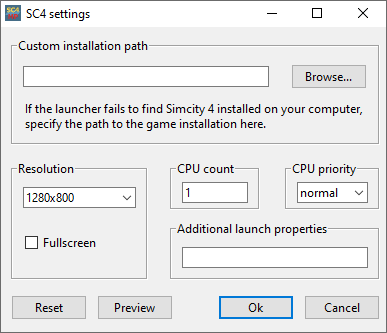 SC4 SC4 settings
Custom installation path
Browse...
If the launcher fails to find Simcity 4 installed on your computer,
specify the path to the game installation here.
Resolution
1280x800
Fullscreen
CPU count
1
CPU priority
normal
Additional launch properties
Reset
Preview
Ok
Cancel